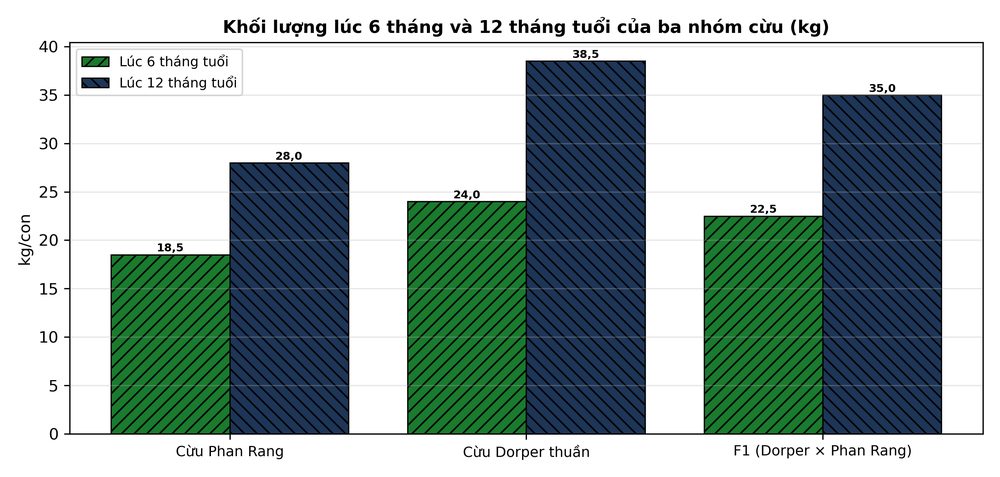 Khối lượng lúc 6 tháng và 12 tháng tuổi của ba nhóm cừu (kg)
Lúc 6 tháng tuổi
Lúc 12 tháng tuổi
kg/con
40
35
30
25
20
15
10
5
0
18,5
28,0
24,0
38,5
22,5
35,0
Cừu Phan Rang
Cừu Dorper thuần
F1 (Dorper × Phan Rang)